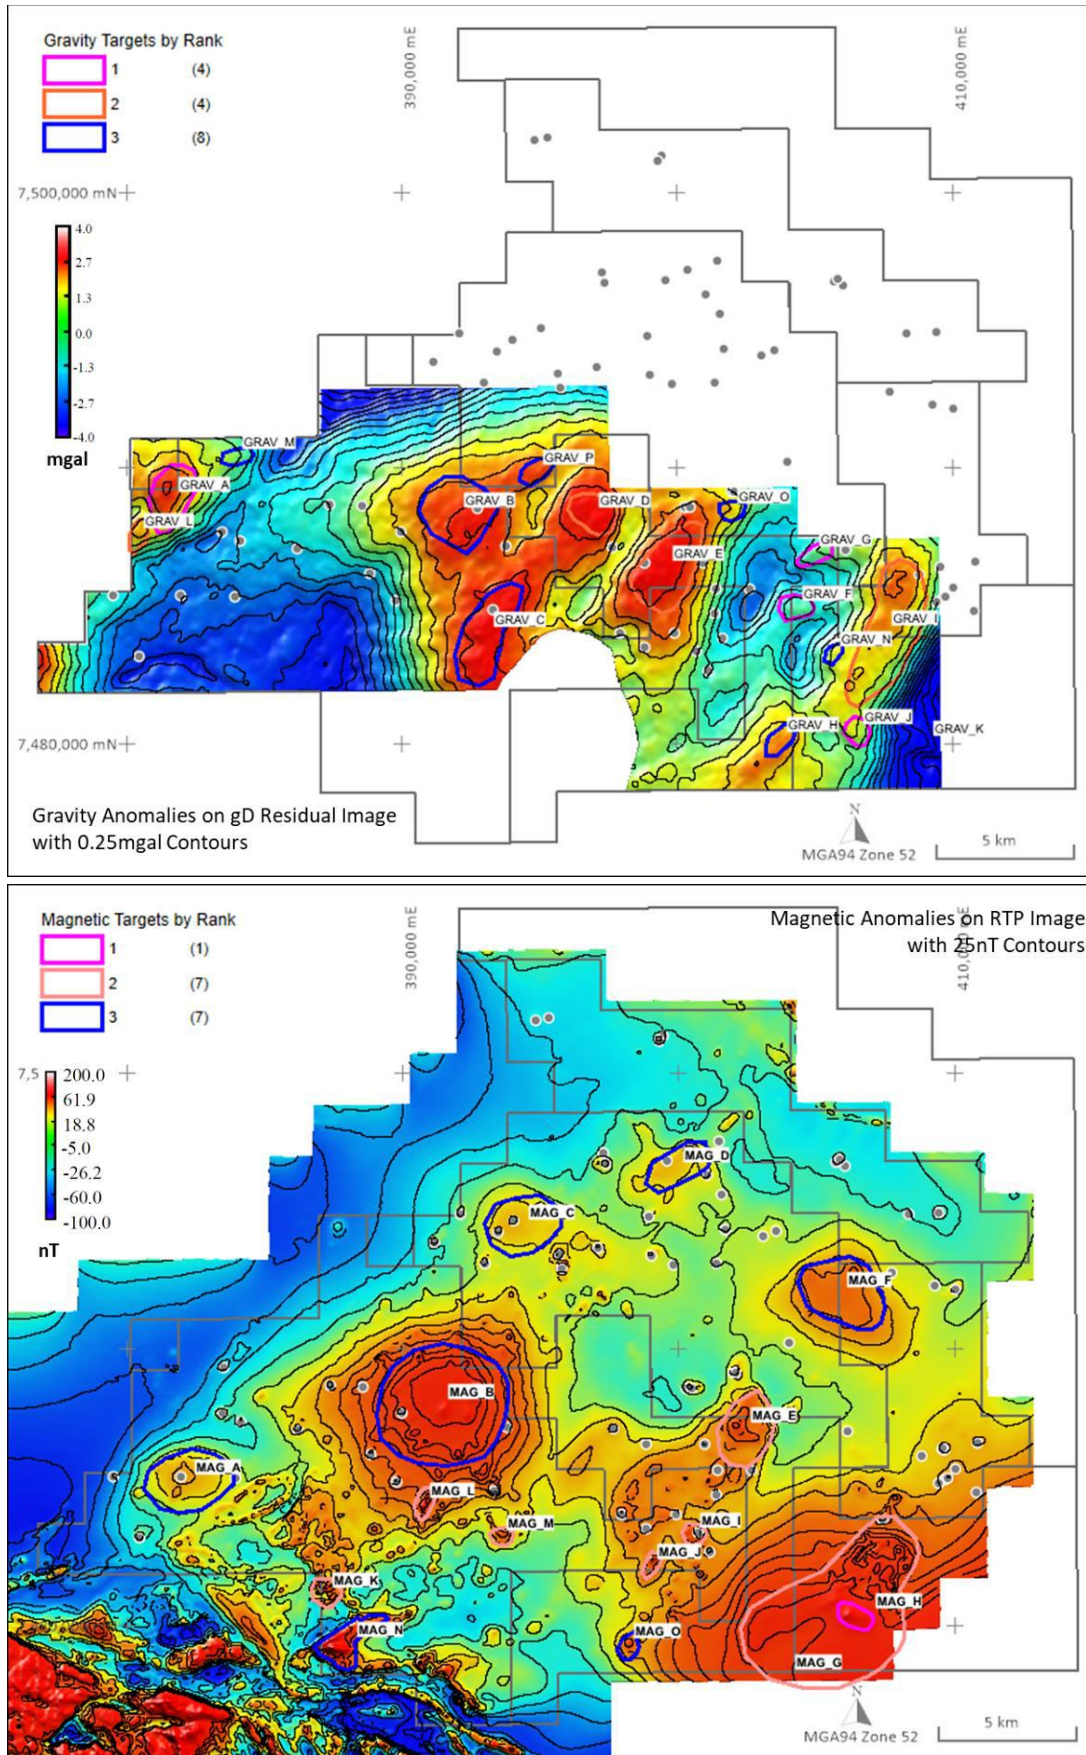 Gravity Targets by Rank
1 (4)
2 (4)
3 (8)
390,000 mE
410,000 mE
7,500,000 mN
4.0
2.7
1.3
0.0
-1.3
-2.7
-4.0
mgal
GRAV_M
GRAV_A
GRAV_L
GRAV_P
GRAV_B
GRAV_D
GRAV_O
GRAV_G
GRAV_E
GRAV_F
GRAV_C
GRAV_I
GRAV_N
GRAV_J
GRAV_H
GRAV_K
7,480,000 mN
Gravity Anomalies on gD Residual Image
with 0.25mgal Contours
N
MGA94 Zone 52
5 km
Magnetic Targets by Rank
1 (1)
2 (7)
3 (7)
390,000 mE
410,000 mE
Magnetic Anomalies on RTP Image
with 25nT Contours
7,5
200.0
61.9
18.8
-5.0
-26.2
-60.0
-100.0
nT
MAG_D
MAG_C
MAG_F
MAG_B
MAG_E
MAG_A
MAG_L
MAG_M
MAG_I
MAG_J
MAG_K
MAG_H
MAG_N
MAG_O
MAG_G
N
MGA94 Zone 52
5 km